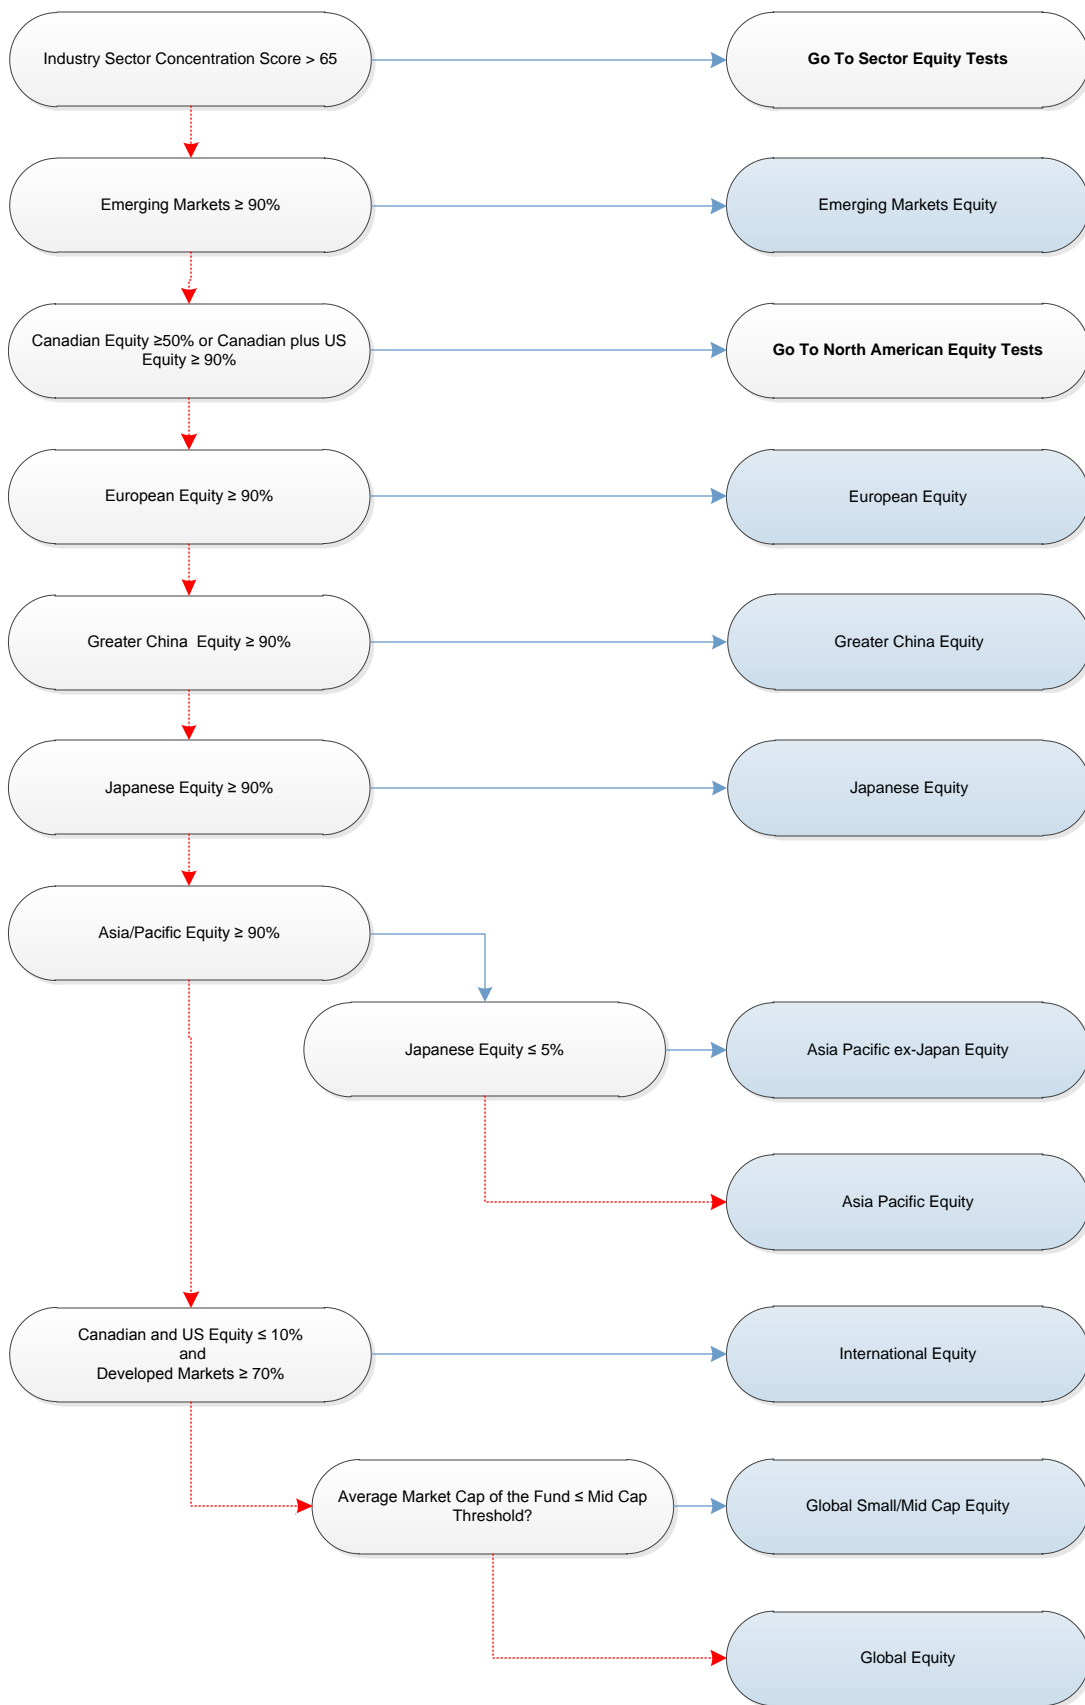 Industry Sector Concentration Score > 65
Go To Sector Equity Tests
Emerging Markets ≥ 90%
Emerging Markets Equity
Canadian Equity ≥50% or Canadian plus US
Equity ≥ 90%
Go To North American Equity Tests
European Equity ≥ 90%
European Equity
Greater China  Equity ≥ 90%
Greater China Equity
Japanese Equity ≥ 90%
Japanese Equity
Asia/Pacific Equity ≥ 90%
Japanese Equity ≤ 5%
Asia Pacific ex-Japan Equity
Asia Pacific Equity
Canadian and US Equity ≤ 10%
and
Developed Markets ≥ 70%
International Equity
Average Market Cap of the Fund ≤ Mid Cap
Threshold?
Global Small/Mid Cap Equity
Global Equity